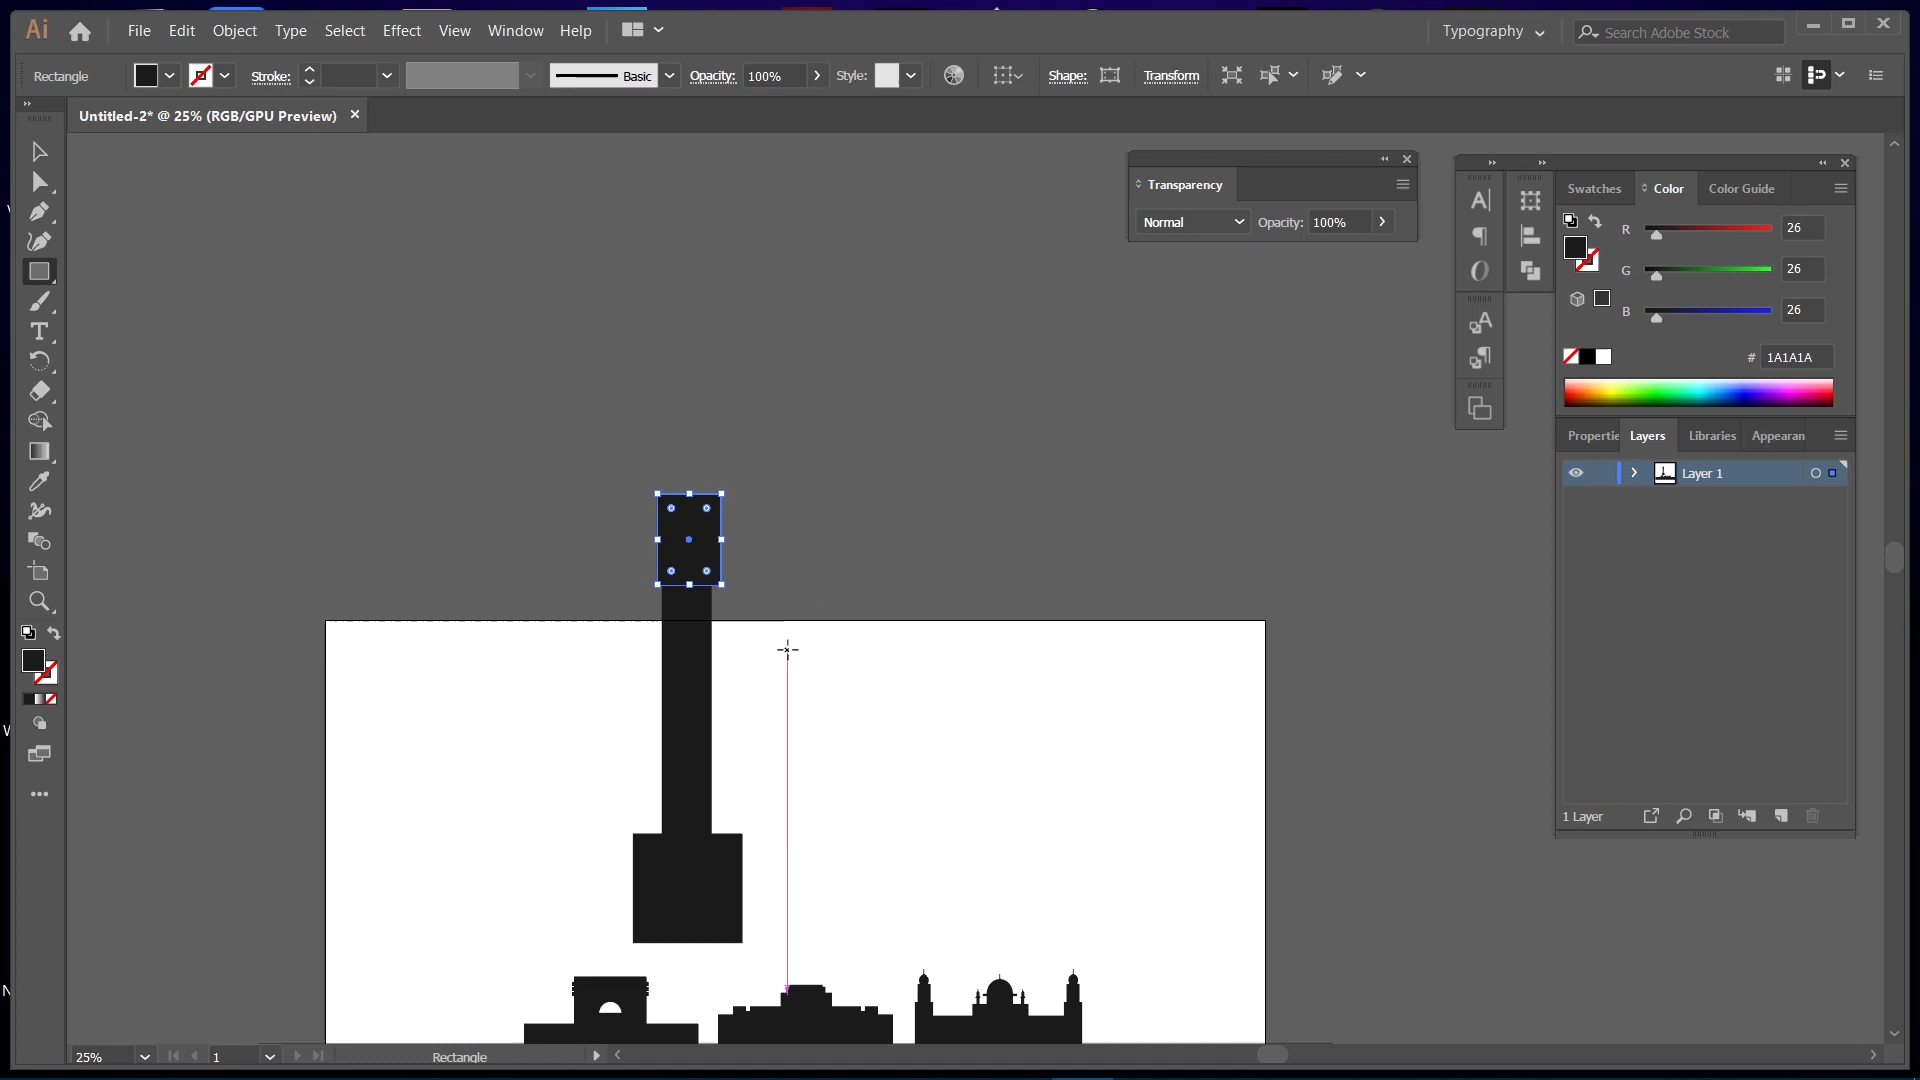 Ai File Edit Object Type Select Effect View Window Help Typography Search Adobe Stock
Rectangle Stroke: Basic Opacity: 100% Style: Shape: Transform
Untitled-2* @ 25% (RGB/GPU Preview)
Transparency
Normal Opacity: 100%
Swatches Color Color Guide
R 26
G 26
B 26
# 1A1A1A
Properties Layers Libraries Appearan
Layer 1
1 Layer
25% 1 Rectangle